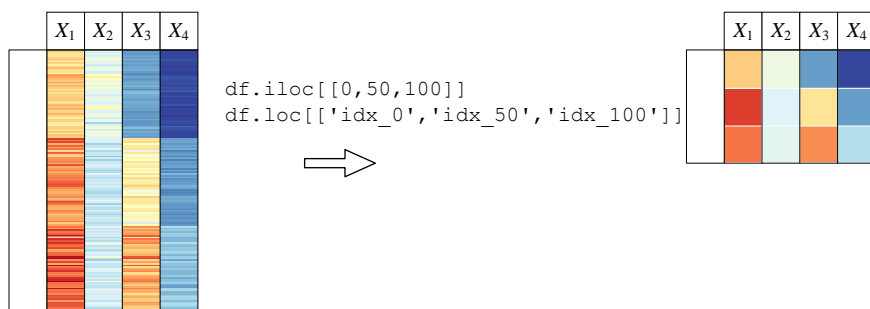 X1 X2 X3 X4
df.iloc[[0,50,100]]
df.loc[['idx_0','idx_50','idx_100']]
X1 X2 X3 X4